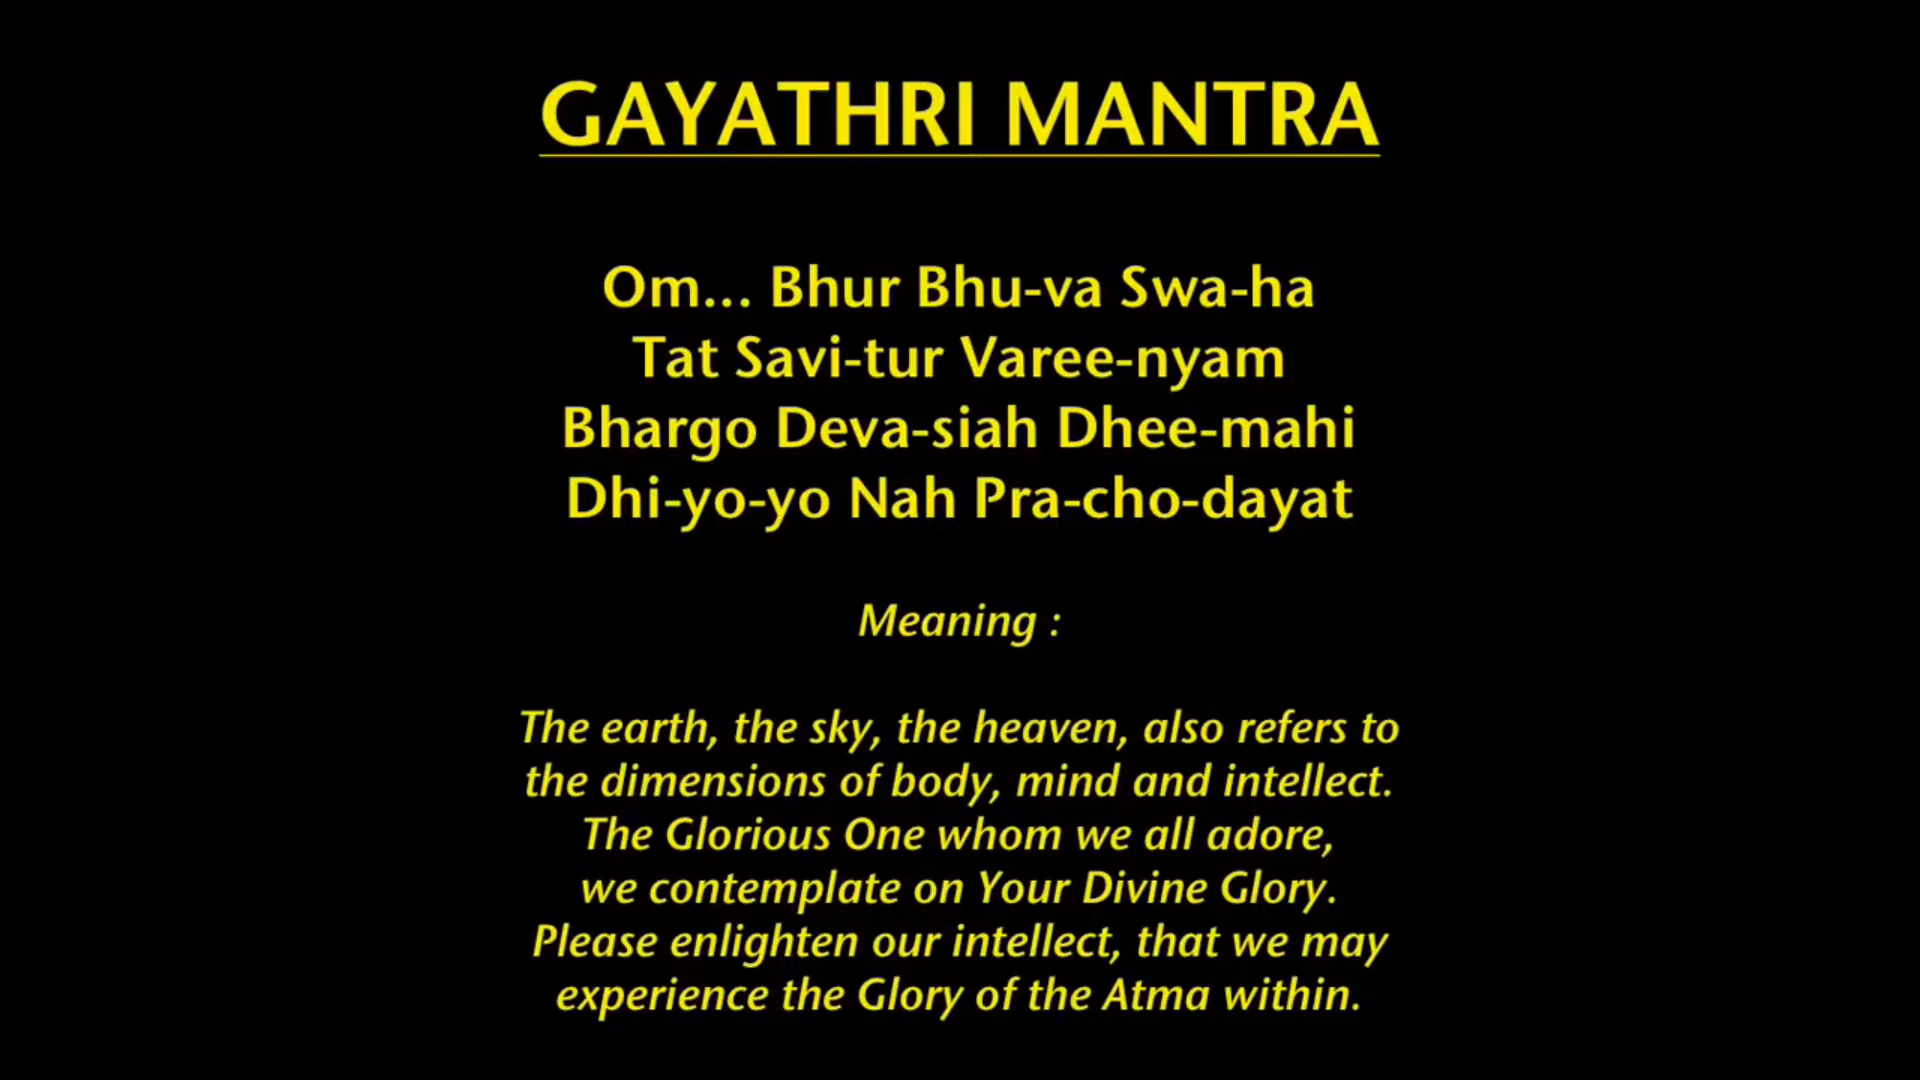 GAYATHRI MANTRA
Om... Bhur Bhu-va Swa-ha
Tat Savi-tur Varee-nyam
Bhargo Deva-siah Dhee-mahi
Dhi-yo-yo Nah Pra-cho-dayat
Meaning :
The earth, the sky, the heaven, also refers to
the dimensions of body, mind and intellect.
The Glorious One whom we all adore,
we contemplate on Your Divine Glory.
Please enlighten our intellect, that we may
experience the Glory of the Atma within.